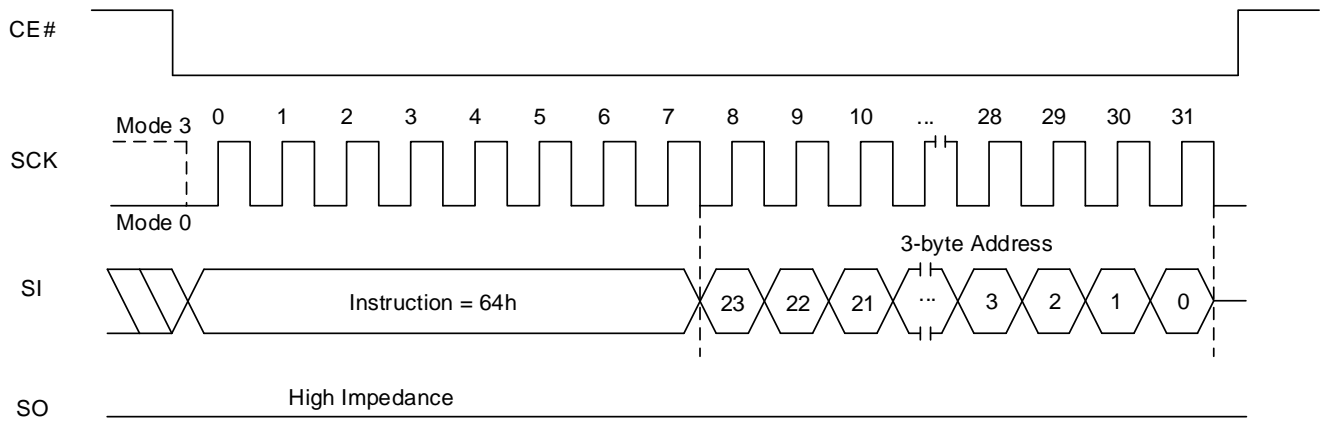 CE#
Mode 3 0 1 2 3 4 5 6 7 8 9 10 ... 28 29 30 31
SCK
Mode 0
3-byte Address
SI Instruction = 64h 23 22 21 ... 3 2 1 0
High Impedance
SO